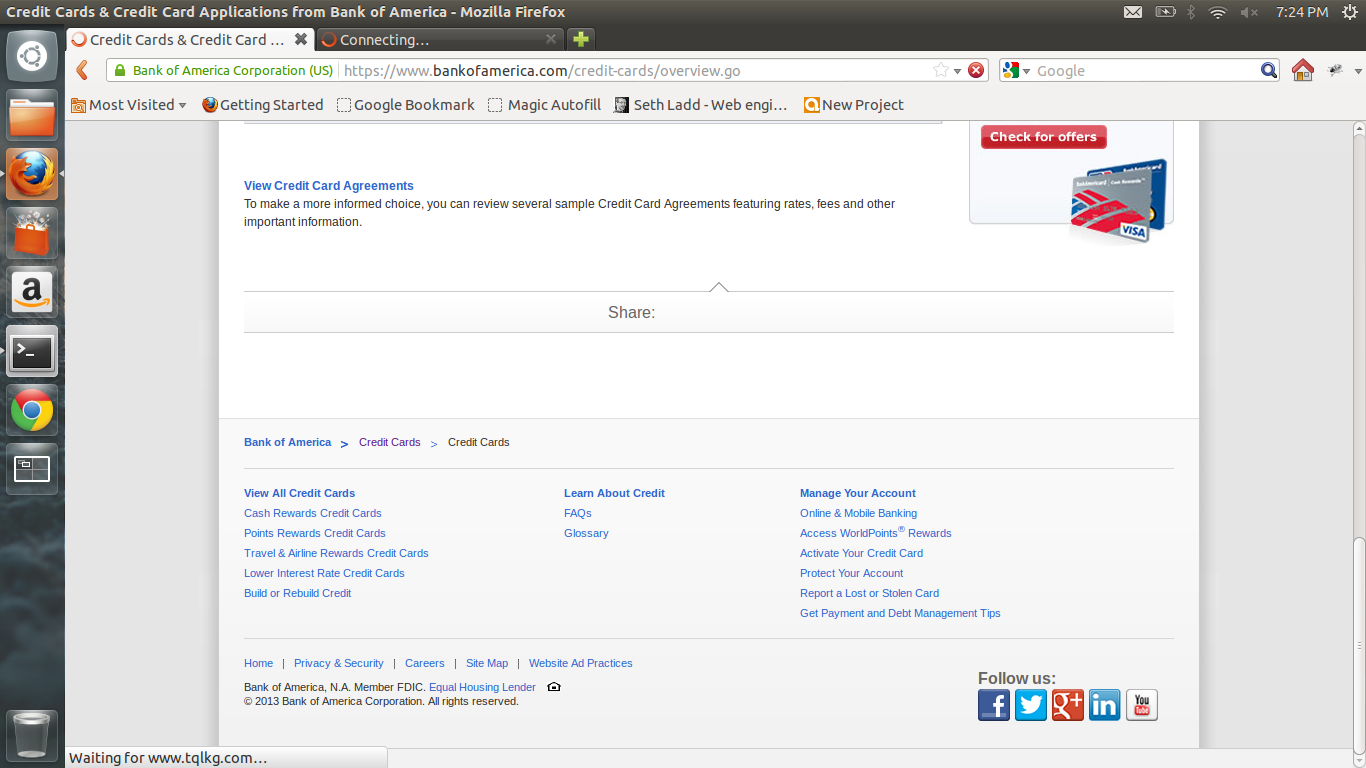 Credit Cards & Credit Card Applications from Bank of America - Mozilla Firefox
7:24 PM
Credit Cards & Credit Card ...
Connecting...
Bank of America Corporation (US)
https://www.bankofamerica.com/credit-cards/overview.go
Google
Most Visited
Getting Started
Google Bookmark
Magic Autofill
Seth Ladd - Web engi...
New Project
Check for offers
BankAmericard
Cash Rewards
VISA
View Credit Card Agreements
To make a more informed choice, you can review several sample Credit Card Agreements featuring rates, fees and other
important information.
Share:
Bank of America > Credit Cards > Credit Cards
View All Credit Cards
Cash Rewards Credit Cards
Points Rewards Credit Cards
Travel & Airline Rewards Credit Cards
Lower Interest Rate Credit Cards
Build or Rebuild Credit
Learn About Credit
FAQs
Glossary
Manage Your Account
Online & Mobile Banking
Access WorldPoints® Rewards
Activate Your Credit Card
Protect Your Account
Report a Lost or Stolen Card
Get Payment and Debt Management Tips
Home | Privacy & Security | Careers | Site Map | Website Ad Practices
Bank of America, N.A. Member FDIC. Equal Housing Lender
© 2013 Bank of America Corporation. All rights reserved.
Follow us:
You
Tube
Waiting for www.tqlkg.com...